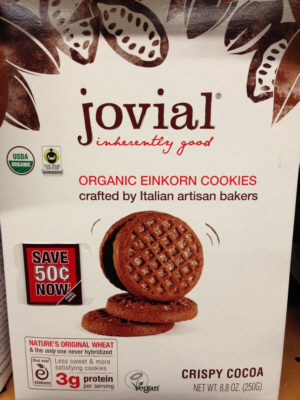 jovial®
inherently good
USDA
ORGANIC
ORGANIC EINKORN COOKIES
crafted by Italian artisan bakers
SAVE
50¢
NOW
NATURE'S ORIGINAL WHEAT
& the only one never hybridized
Less sweet & more
satisfying cookies
einkorn
3g protein
per serving
Vegan
CRISPY COCOA
NET WT. 8.8 OZ. (250G)